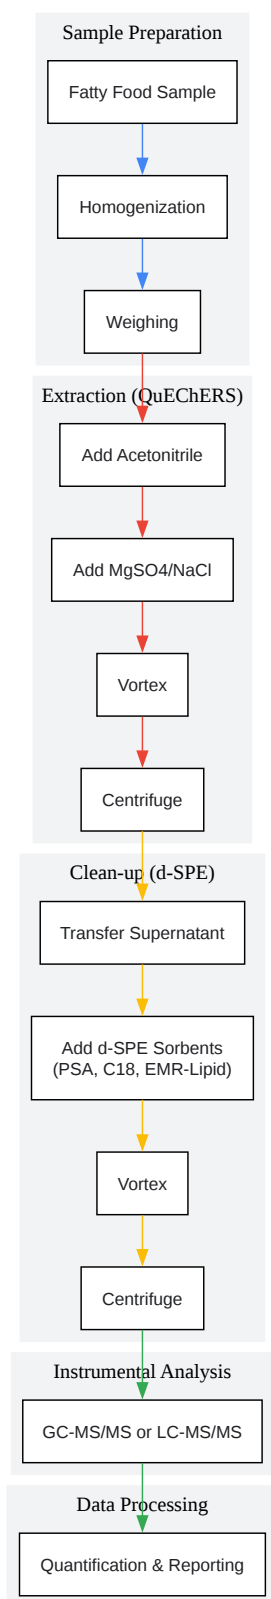 Sample Preparation
Fatty Food Sample
Homogenization
Weighing
Extraction (QuEChERS)
Add Acetonitrile
Add MgSO4/NaCl
Vortex
Centrifuge
Clean-up (d-SPE)
Transfer Supernatant
Add d-SPE Sorbents
(PSA, C18, EMR-Lipid)
Vortex
Centrifuge
Instrumental Analysis
GC-MS/MS or LC-MS/MS
Data Processing
Quantification & Reporting